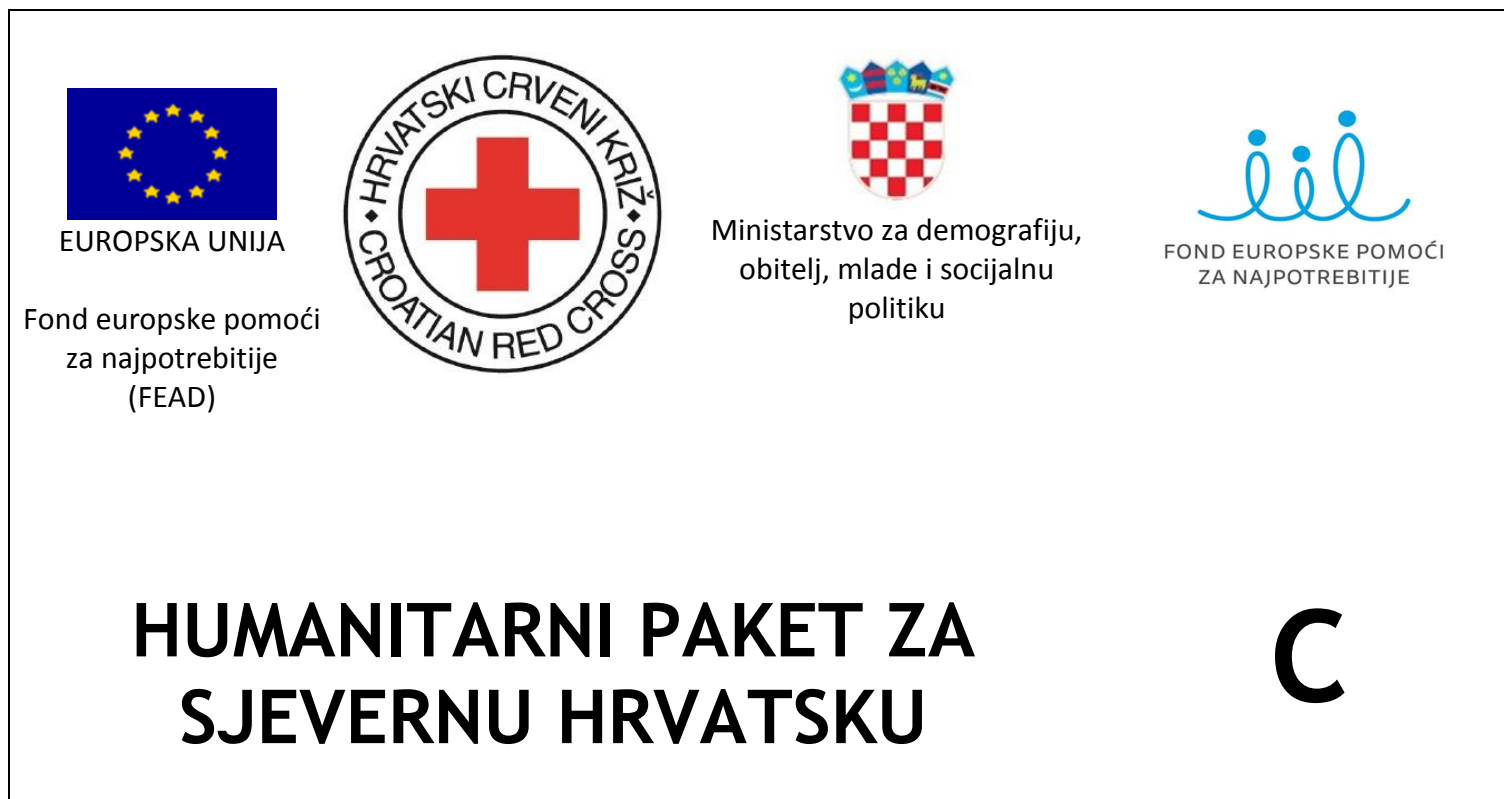 EUROPSKA UNIJA
Fond europske pomoći
za najpotrebitije
(FEAD)
HRVATSKI CRVENI KRIŽ
CROATIAN RED CROSS
Ministarstvo za demografiju,
obitelj, mlade i socijalnu
politiku
FOND EUROPSKE POMOĆI
ZA NAJPOTREBITIJE
HUMANITARNI PAKET ZA
SJEVERNU HRVATSKU
C